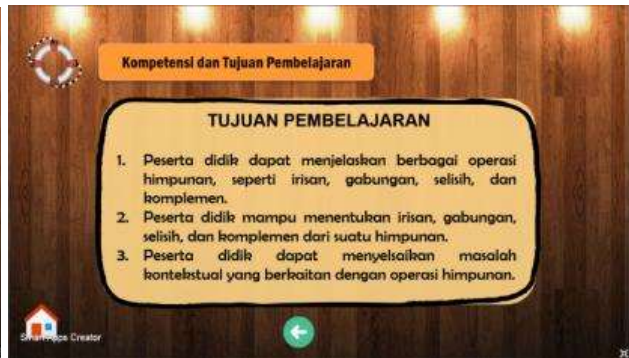 Kompetensi dan Tujuan Pembelajaran
TUJUAN PEMBELAJARAN
1. Peserta didik dapat menjelaskan berbagai operasi
himpunan, seperti irisan, gabungan, selisih, dan
komplemen.
2. Peserta didik mampu menentukan irisan, gabungan,
selisih, dan komplemen dari suatu himpunan.
3. Peserta didik dapat menyelsaikan masalah
kontekstual yang berkaitan dengan operasi himpunan.
Smart Apps Creator